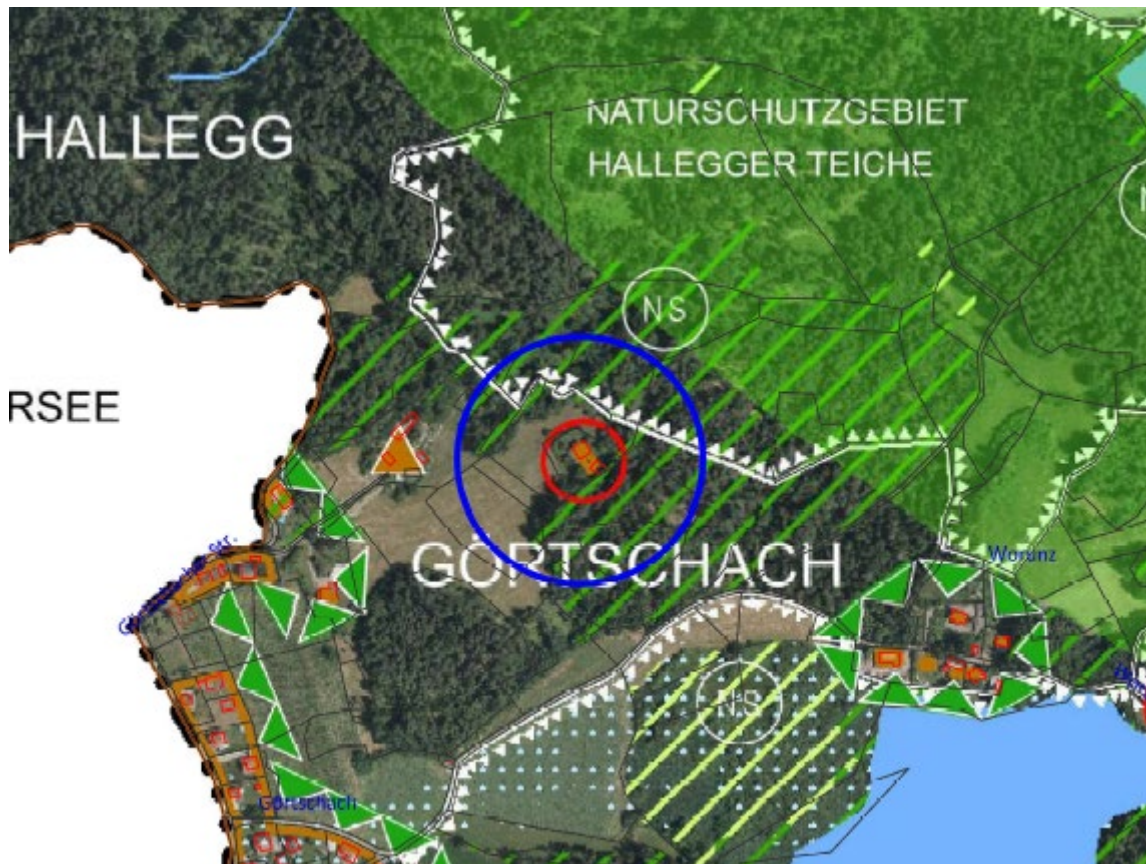 HALLEGG
NATURSCHUTZGEBIET
HALLEGGER TEICHE
N
NS
RSEE
GÖRTSCHACH
Woranz
NS
Görtschach